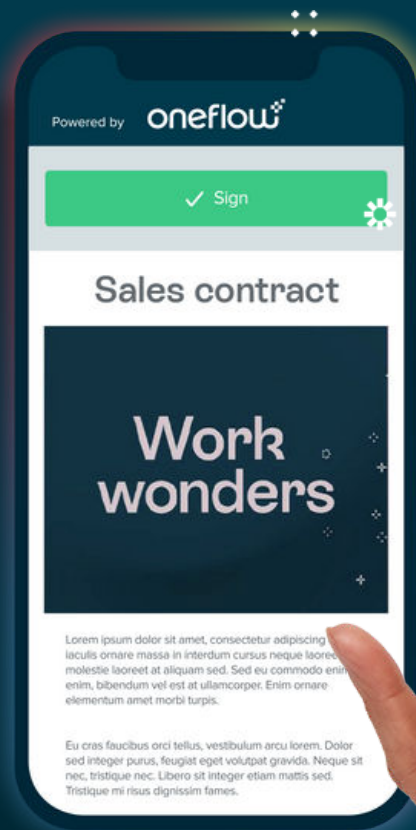 Powered by oneflow
Sign
Sales contract
Work
wonders
Lorem ipsum dolor sit amet, consectetur adipiscing
iaculis ornare massa in interdum cursus neque
molestie laoreet at aliquam sed. Sed eu commodo
enim, bibendum vel est at ullamcorper. Enim ornare
elementum amet morbi turpis.
Eu cras faucibus orci tellus, vestibulum arcu lorem. Dolor
sed integer purus, feugiat eget volutpat gravida. Neque sit
nec, tristique nec. Libero sit integer etiam mattis sed.
Tristique mi risus dignissim fames.